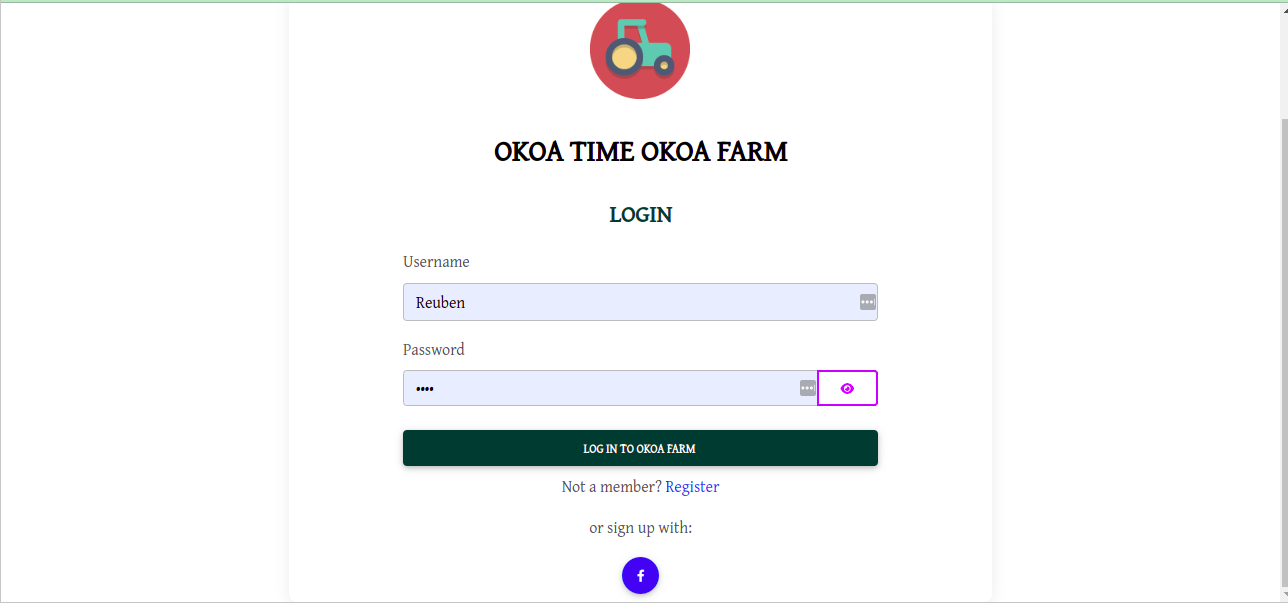 OKOA TIME OKOA FARM
LOGIN
Username
Reuben
Password
••••
LOG IN TO OKOA FARM
Not a member? Register
or sign up with: